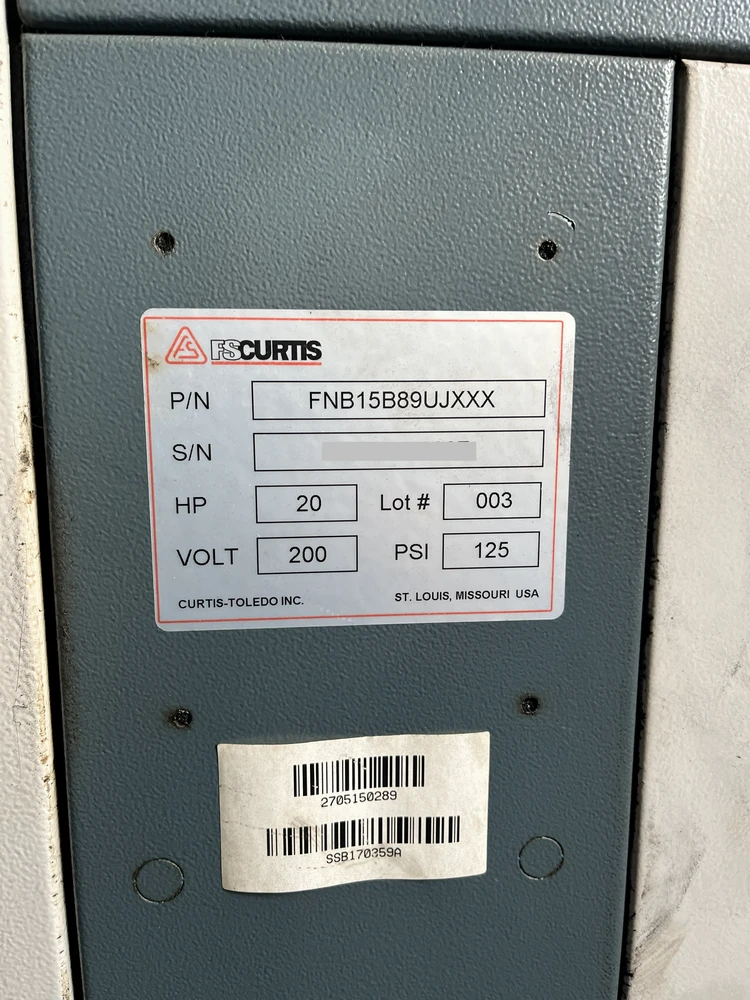 FSCURTIS
P/N FNB15B89UJXXX
S/N
HP 20 Lot # 003
VOLT 200 PSI 125
CURTIS-TOLEDO INC. ST. LOUIS, MISSOURI USA
2705150289
SSB170359A